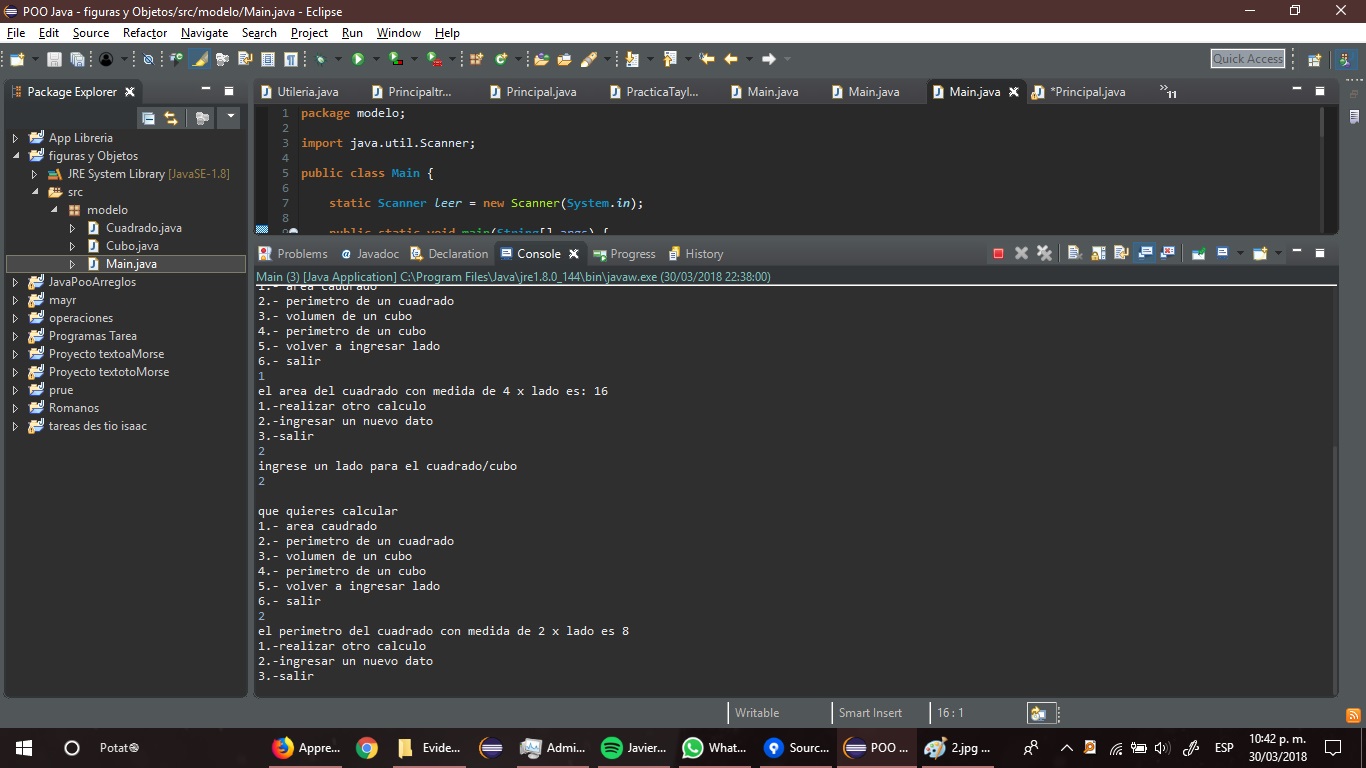 POO Java - figuras y Objetos/src/modelo/Main.java - Eclipse
File Edit Source Refactor Navigate Search Project Run Window Help
Quick Access
Package Explorer
Utileria.java Principaltr... Principal.java PracticaTayl... Main.java Main.java Main.java *Principal.java 11
App Libreria
figuras y Objetos
JRE System Library [JavaSE-1.8]
src
modelo
Cuadrado.java
Cubo.java
Main.java
JavaPooArreglos
mayr
operaciones
Programas Tarea
Proyecto textoaMorse
Proyecto textotoMorse
prue
Romanos
tareas des tio isaac
1 package modelo;
2
3 import java.util.Scanner;
4
5 public class Main {
6
7 static Scanner leer = new Scanner(System.in);
8
9 public static void main(String[] args) {
Problems Javadoc Declaration Console Progress History
Main (3) [Java Application] C:\Program Files\Java\jre1.8.0_144\bin\javaw.exe (30/03/2018 22:38:00)
1.- area caudrado
2.- perimetro de un cuadrado
3.- volumen de un cubo
4.- perimetro de un cubo
5.- volver a ingresar lado
6.- salir
1
el area del cuadrado con medida de 4 x lado es: 16
1.-realizar otro calculo
2.-ingresar un nuevo dato
3.-salir
2
ingrese un lado para el cuadrado/cubo
2
que quieres calcular
1.- area caudrado
2.- perimetro de un cuadrado
3.- volumen de un cubo
4.- perimetro de un cubo
5.- volver a ingresar lado
6.- salir
2
el perimetro del cuadrado con medida de 2 x lado es 8
1.-realizar otro calculo
2.-ingresar un nuevo dato
3.-salir
Writable Smart Insert 16 : 1
Potat⊛ Appre... Evide... Admi... Javier... What... Sourc... POO ... 2.jpg ... ESP 10:42 p. m.
30/03/2018